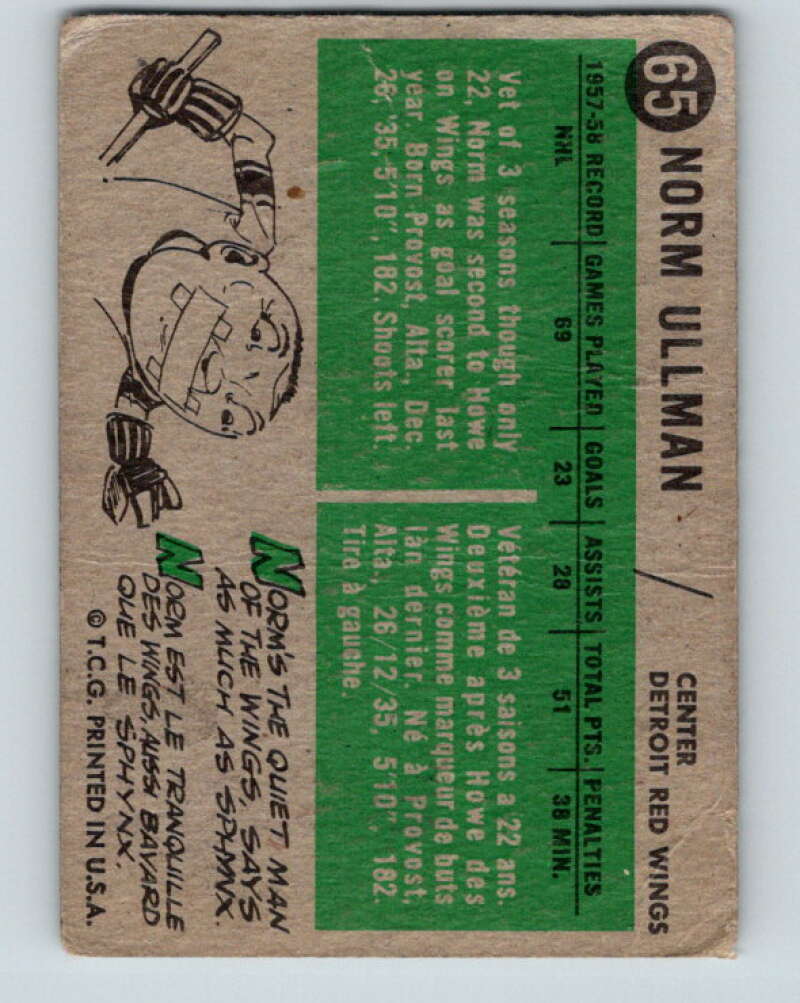 65 NORM ULLMAN
CENTER
DETROIT RED WINGS
1957-58 RECORD GAMES PLAYED GOALS ASSISTS TOTAL PTS. PENALTIES
NHL 69 23 28 51 38 MIN.
Vet of 3 seasons though only
22, Norm was second to Howe
on Wings as goal scorer last
year. Born Provost, Alta., Dec.
26, '35, 5'10", 182. Shoots left.
Vétéran de 3 saisons a 22 ans.
Deuxième après Howe des
Wings comme marqueur de buts
l'an dernier. Né à Provost,
Alta, 26/12/35, 5'10", 182.
Tire à gauche.
NORM'S THE QUIET MAN
OF THE WINGS, SAYS
AS MUCH AS SPHYNX.
NORM EST LE TRANQUILLE
DES WINGS, AUSSI BAVARD
QUE LE SPHYNX.
© T.C.G. PRINTED IN U.S.A.